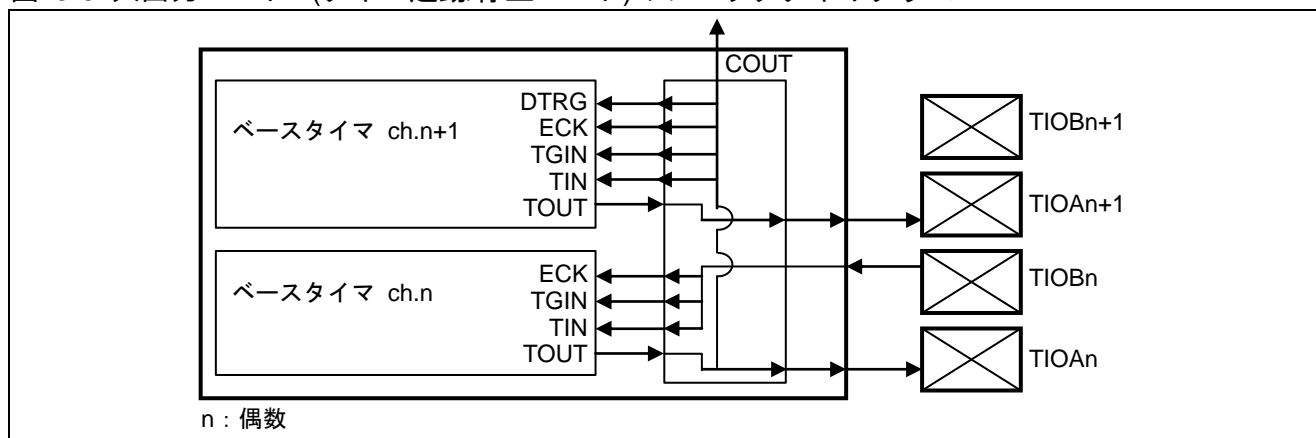 COUT
DTRG
ベースタイマ ch.n+1
ECK
TGIN
TIN
TOUT
TIOBn+1
TIOAn+1
ベースタイマ ch.n
ECK
TGIN
TIN
TOUT
TIOBn
TIOAn
n：偶数